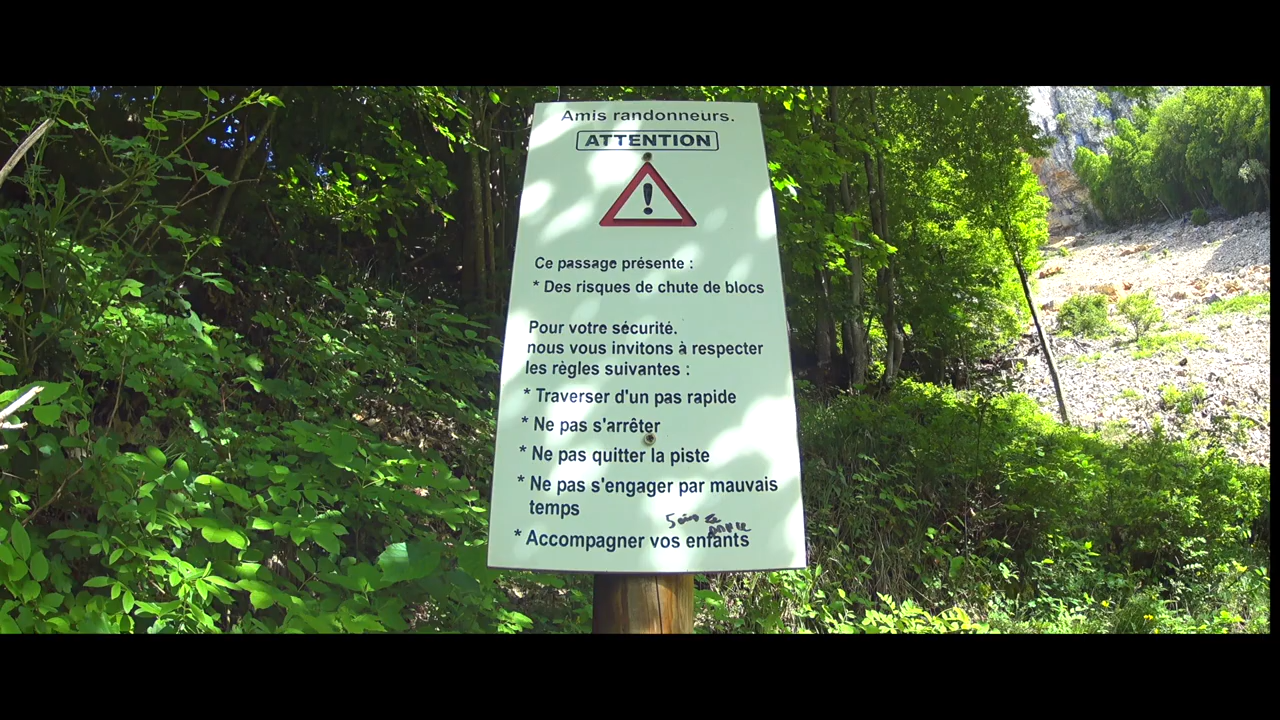 Amis randonneurs.
ATTENTION
!
Ce passage présente :
* Des risques de chute de blocs
Pour votre sécurité.
nous vous invitons à respecter
les règles suivantes :
* Traverser d'un pas rapide
* Ne pas s'arrêter
* Ne pas quitter la piste
* Ne pas s'engager par mauvais
temps
* Accompagner vos enfants